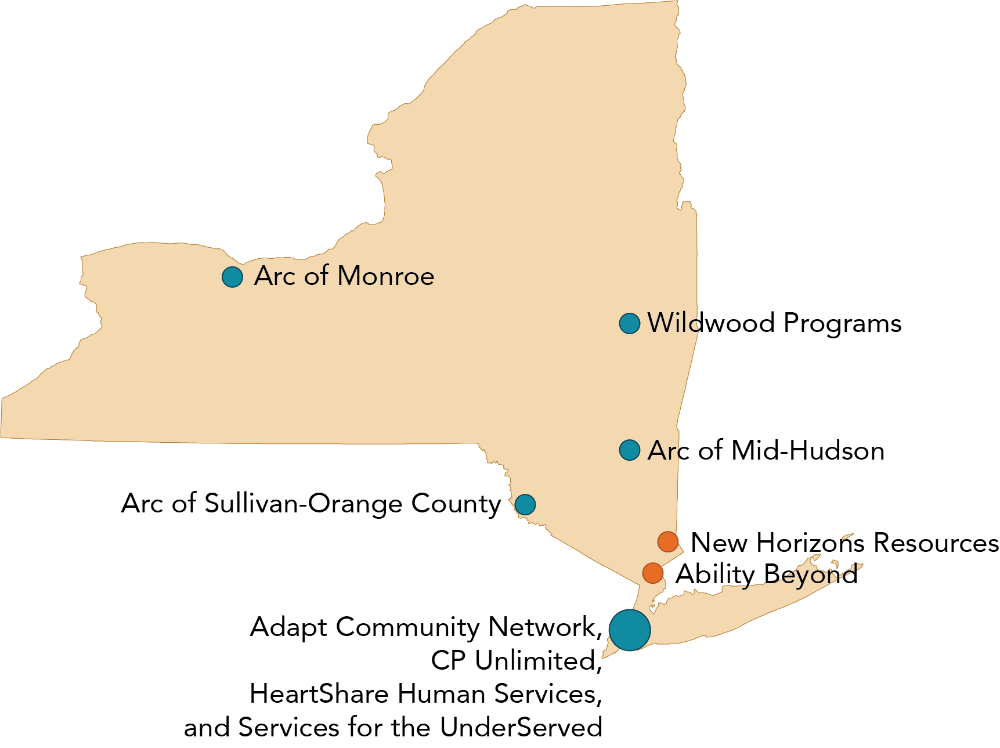 Arc of Monroe
Wildwood Programs
Arc of Mid-Hudson
Arc of Sullivan-Orange County
New Horizons Resources
Ability Beyond
Adapt Community Network,
CP Unlimited,
HeartShare Human Services,
and Services for the UnderServed